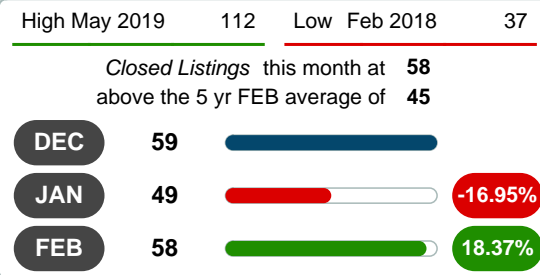 High May 2019 112 Low Feb 2018 37
Closed Listings this month at 58
above the 5 yr FEB average of 45
DEC 59
JAN 49 -16.95%
FEB 58 18.37%